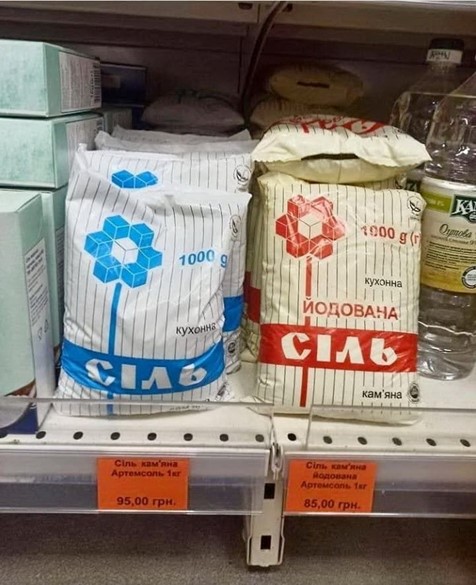 1000 g
кухонна
СІЛЬ
1000 g (г
кухонна
ЙОДОВАНА
СІЛЬ
кам'яна
Сіль кам'яна
Артемсоль 1кг
95,00 грн.
Сіль кам'яна
йодована
Артемсоль 1кг
85,00 грн.